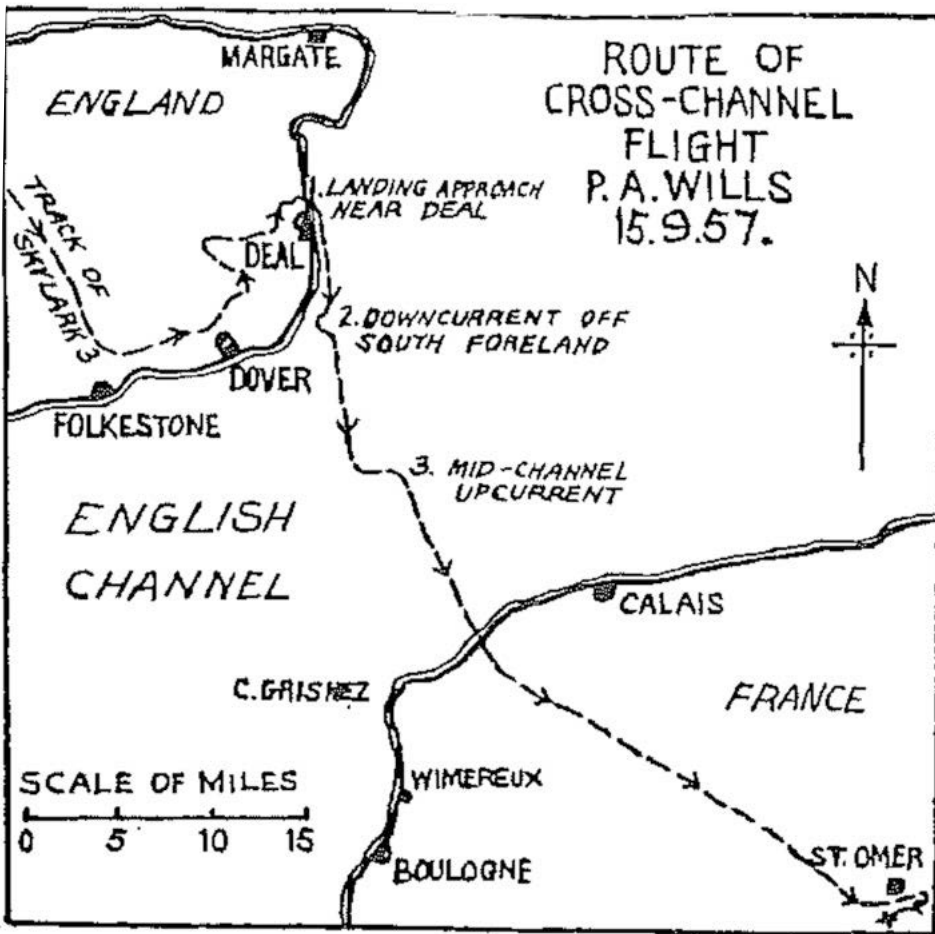 ROUTE OF
CROSS-CHANNEL
FLIGHT
P. A. WILLS
15.9.57.
MARGATE
ENGLAND
TRACK OF
SKYLARK 3
1. LANDING APPROACH
NEAR DEAL
DEAL
N
2. DOWNCURRENT OFF
SOUTH FORELAND
DOVER
FOLKESTONE
3. MID-CHANNEL
UPCURRENT
ENGLISH
CHANNEL
CALAIS
C. GRISNEZ
FRANCE
SCALE OF MILES
0 5 10 15
WIMEREUX
BOULOGNE
ST. OMER